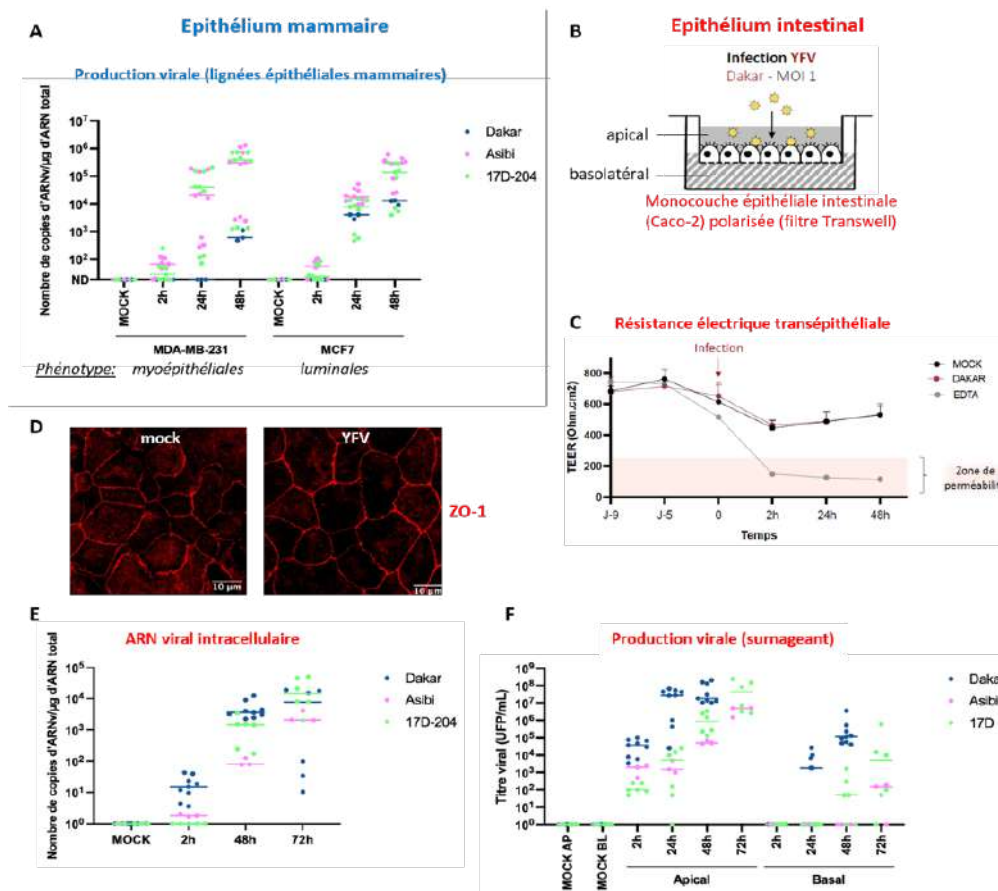 A
Epithélium mammaire
Production virale (lignées épithéliales mammaires)
Nombre de copies d'ARNv/µg d'ARN total
10⁷
10⁶
10⁵
10⁴
10³
10²
ND
Dakar
Asibi
17D-204
MOCK
2h
24h
48h
MOCK
2h
24h
48h
MDA-MB-231
MCF7
Phénotype: myoépithéliales luminales
B
Epithélium intestinal
Infection YFV
Dakar - MOI 1
apical
basolatéral
Monocouche épithéliale intestinale
(Caco-2) polarisée (filtre Transwell)
C
Résistance électrique transépithéliale
Infection
TEER (Ohm.cm2)
800
600
400
200
0
MOCK
DAKAR
EDTA
Zone de
perméabilit
J-9
J-5
0
2h
24h
48h
Temps
D
mock
YFV
ZO-1
10 µm
10 µm
E
ARN viral intracellulaire
Nombre de copies d'ARNv/µg d'ARN total
10⁵
10⁴
10³
10²
10¹
10⁰
Dakar
Asibi
17D-204
MOCK
2h
48h
72h
F
Production virale (surnageant)
Titre viral (UFP/mL)
10⁹
10⁸
10⁷
10⁶
10⁵
10⁴
10³
10²
10¹
10⁰
Daka
Asibi
17D
MOCK AP
MOCK BL
2h
24h
48h
72h
2h
24h
48h
72h
Apical
Basal